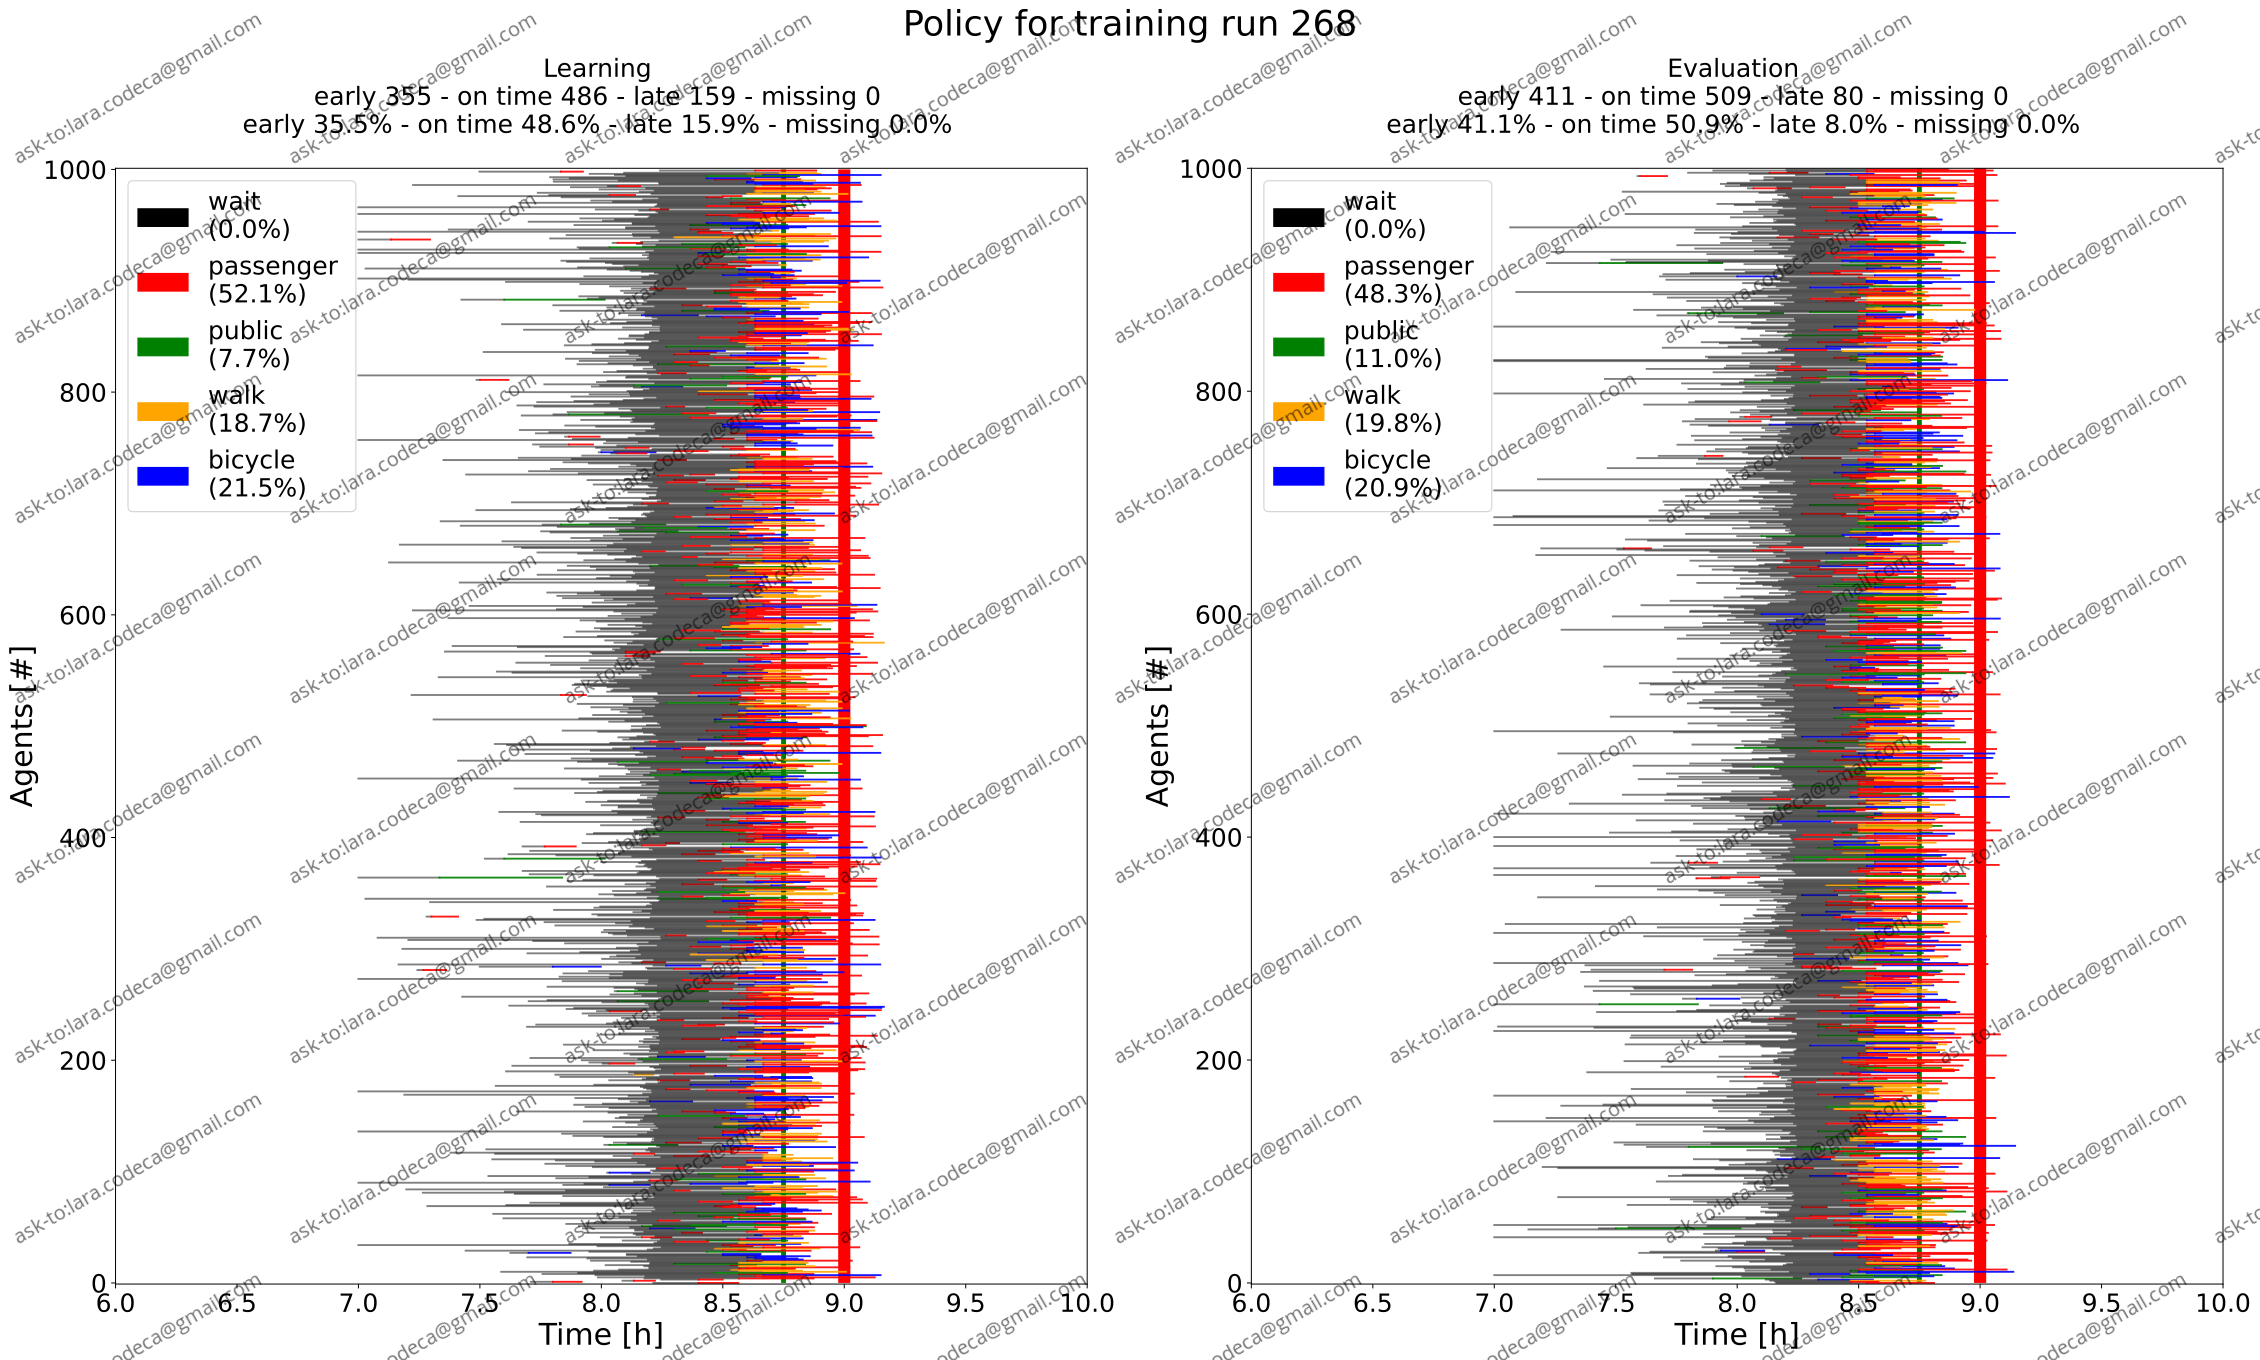 Policy for training run 268
Learning
early 355 - on time 486 - late 159 - missing 0
early 35.5% - on time 48.6% - late 15.9% - missing 0.0%
wait
(0.0%)
passenger
(52.1%)
public
(7.7%)
walk
(18.7%)
bicycle
(21.5%)
1000
800
600
400
200
0
Agents [#]
6.0 6.5 7.0 7.5 8.0 8.5 9.0 9.5 10.0
Time [h]
Evaluation
early 411 - on time 509 - late 80 - missing 0
early 41.1% - on time 50.9% - late 8.0% - missing 0.0%
wait
(0.0%)
passenger
(48.3%)
public
(11.0%)
walk
(19.8%)
bicycle
(20.9%)
1000
800
600
400
200
0
Agents [#]
6.0 6.5 7.0 7.5 8.0 8.5 9.0 9.5 10.0
Time [h]
ask-to:lara.codeca@gmail.com